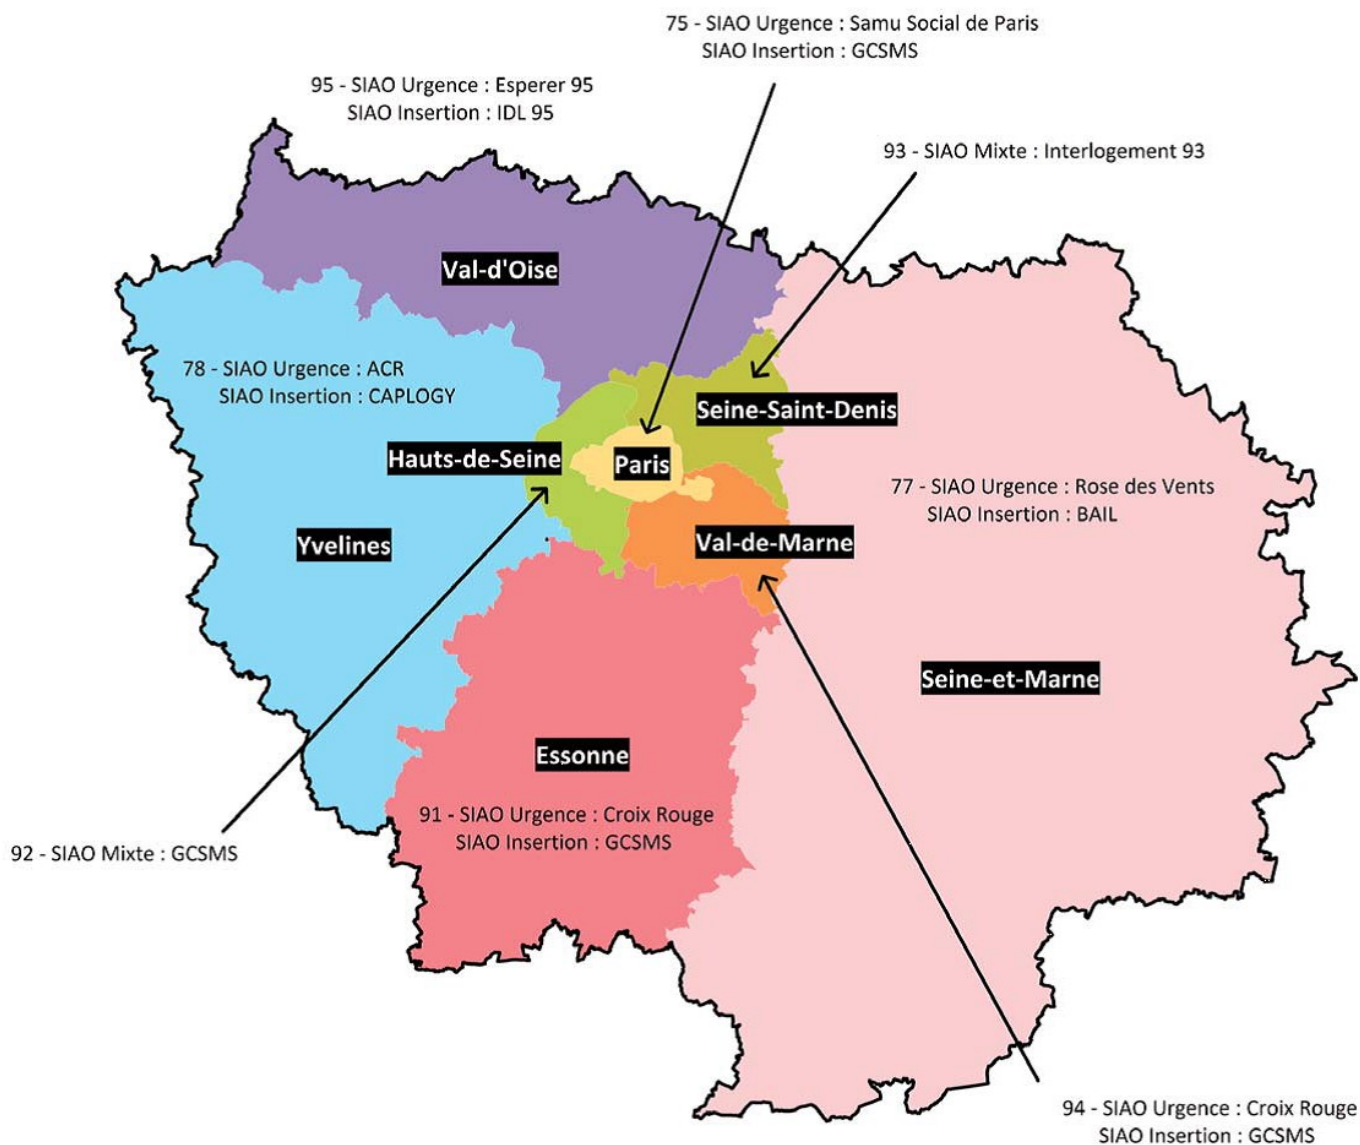 75 - SIAO Urgence : Samu Social de Paris
SIAO Insertion : GCSMS
95 - SIAO Urgence : Esperer 95
SIAO Insertion : IDL 95
93 - SIAO Mixte : Interlogement 93
Val-d'Oise
78 - SIAO Urgence : ACR
SIAO Insertion : CAPLOGY
Seine-Saint-Denis
Hauts-de-Seine
Paris
77 - SIAO Urgence : Rose des Vents
SIAO Insertion : BAIL
Yvelines
Val-de-Marne
Seine-et-Marne
Essonne
91 - SIAO Urgence : Croix Rouge
SIAO Insertion : GCSMS
92 - SIAO Mixte : GCSMS
94 - SIAO Urgence : Croix Rouge
SIAO Insertion : GCSMS